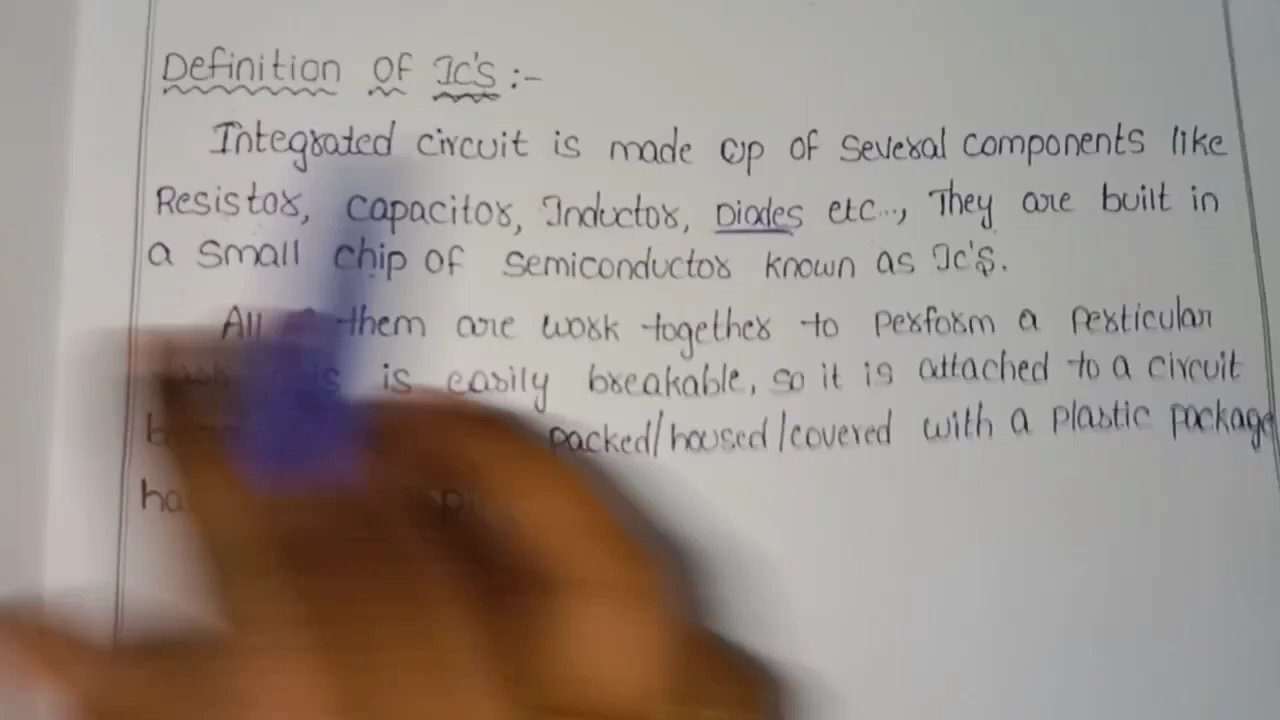 Definition of Ic's :-
Integrated circuit is made up of several components like
Resistor, capacitor, Inductor, Diodes etc..., They are built in
a small chip of semiconductor known as Ic's.
All them are work together to perform a perticular
is easily breakable, so it is attached to a circuit
packed/housed/covered with a plastic package